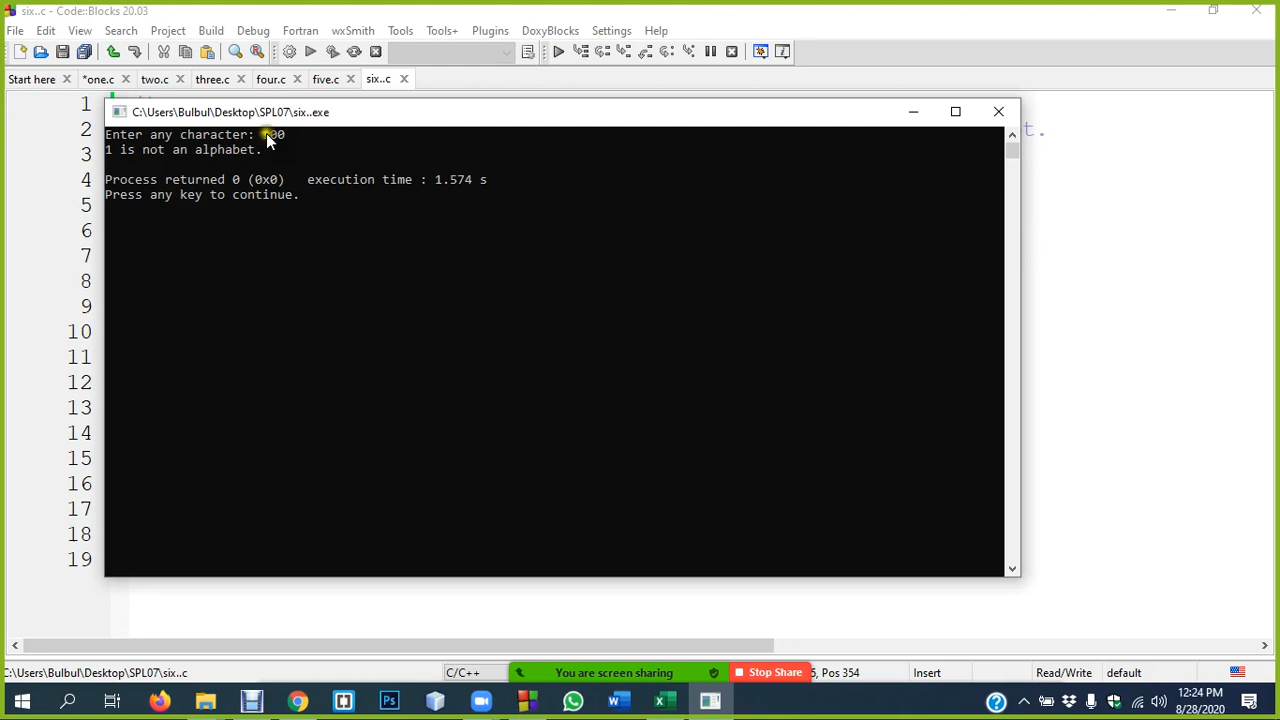 six..c - Code::Blocks 20.03
File Edit View Search Project Build Debug Fortran wxSmith Tools Tools+ Plugins DoxyBlocks Settings Help
Start here *one.c two.c three.c four.c five.c six..c
1
2
t.
3
4
5
6
7
8
9
10
11
12
13
14
15
16
17
18
19
C:\Users\Bulbul\Desktop\SPL07\six..exe
Enter any character:
1 is not an alphabet.
Process returned 0 (0x0) execution time : 1.574 s
Press any key to continue.
C:\Users\Bulbul\Desktop\SPL07\six..c C/C++ You are screen sharing Stop Share 5, Pos 354 Insert Read/Write default
12:24 PM
8/28/2020